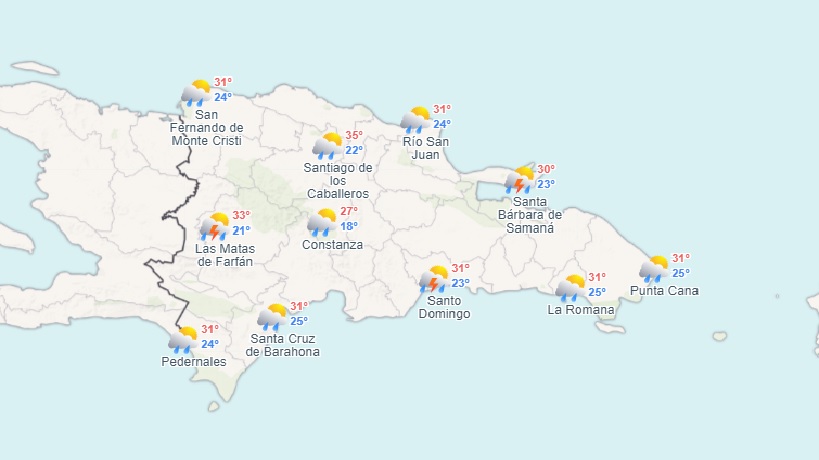 31°
24°
San
Fernando de
Monte Cristi
31°
24°
Río San
Juan
35°
22°
Santiago de
los
Caballeros
30°
23°
Santa
Bárbara de
Samaná
33°
21°
Las Matas
de Farfán
27°
18°
Constanza
31°
23°
Santo
Domingo
31°
25°
La Romana
31°
25°
Punta Cana
31°
25°
Santa Cruz
de Barahona
31°
24°
Pedernales